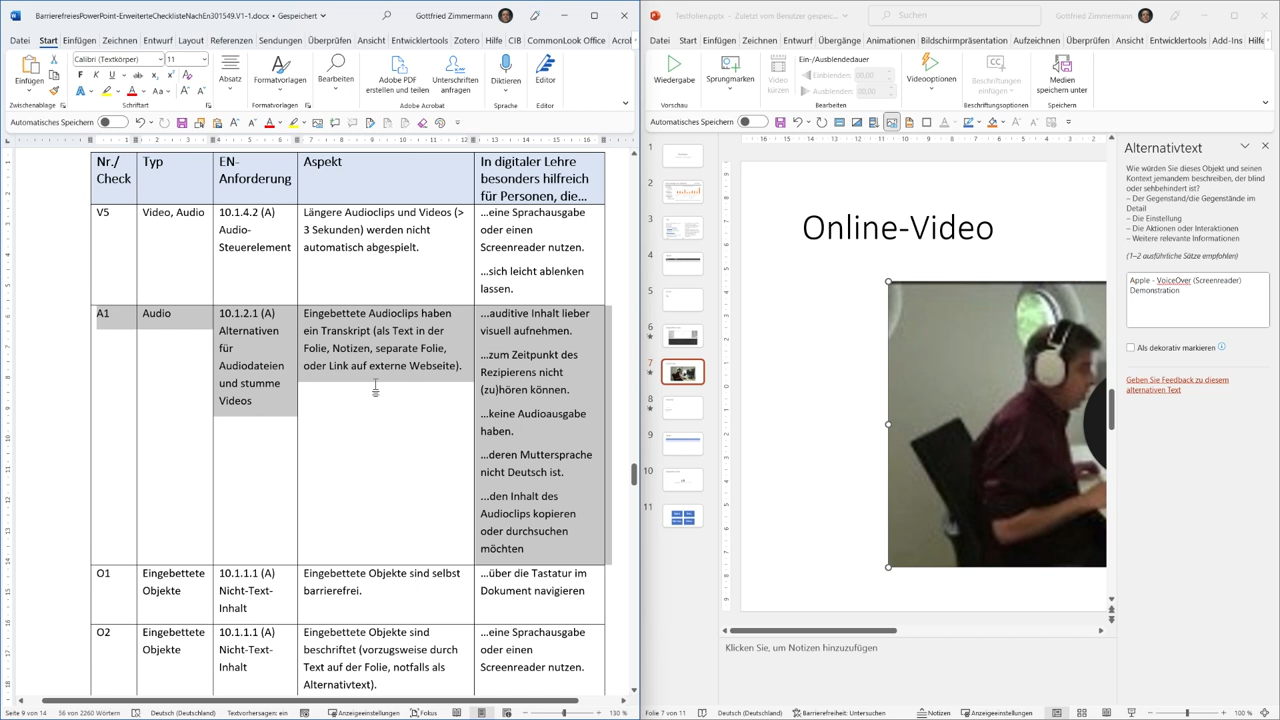 BarrierefreiesPowerPoint-ErweiterteChecklisteNachEn301549.V1-1.docx • Gespeichert
Gottfried Zimmermann
Datei Start Einfügen Zeichnen Entwurf Layout Referenzen Sendungen Überprüfen Ansicht Entwicklertools Zotero Hilfe CIB CommonLook Office Acrob
Calibri (Textkörper) 11
Einfügen
F K U
Absatz
Formatvorlagen
Bearbeiten
Adobe PDF
erstellen und teilen
Unterschriften
anfragen
Diktieren
Editor
Zwischenablage
Schriftart
Formatvorlagen
Adobe Acrobat
Sprache
Editor
Automatisches Speichern
Nr./
Check
Typ
EN-
Anforderung
Aspekt
In digitaler Lehre
besonders hilfreich
für Personen, die...
V5
Video, Audio
10.1.4.2 (A)
Audio-
Steuerelement
Längere Audioclips und Videos (>
3 Sekunden) werden nicht
automatisch abgespielt.
…eine Sprachausgabe
oder einen
Screenreader nutzen.
…sich leicht ablenken
lassen.
A1
Audio
10.1.2.1 (A)
Alternativen
für
Audiodateien
und stumme
Videos
Eingebettete Audioclips haben
ein Transkript (als Text in der
Folie, Notizen, separate Folie,
oder Link auf externe Webseite).
…auditive Inhalt lieber
visuell aufnehmen.
…zum Zeitpunkt des
Rezipierens nicht
(zu)hören können.
…keine Audioausgabe
haben.
…deren Muttersprache
nicht Deutsch ist.
…den Inhalt des
Audioclips kopieren
oder durchsuchen
möchten
O1
Eingebettete
Objekte
10.1.1.1 (A)
Nicht-Text-
Inhalt
Eingebettete Objekte sind selbst
barrierefrei.
…über die Tastatur im
Dokument navigieren
O2
Eingebettete
Objekte
10.1.1.1 (A)
Nicht-Text-
Inhalt
Eingebettete Objekte sind
beschriftet (vorzugsweise durch
Text auf der Folie, notfalls als
Alternativtext).
…eine Sprachausgabe
oder einen
Screenreader nutzen.
Seite 9 von 14 56 von 2260 Wörtern Deutsch (Deutschland) Textvorhersagen: ein Anzeigeeinstellungen Fokus 130 %
Testfolien.pptx - Zuletzt vom Benutzer gespei...
Suchen
Gottfried Zimmermann
Datei Start Einfügen Zeichnen Entwurf Übergänge Animationen Bildschirmpräsentation Aufzeichnung Überprüfen Ansicht Entwicklertools Add-Ins Hilfe
Wiedergabe
Sprungmarken
Video
kürzen
Ein-/Ausblendedauer
Einblenden: 00,00
Ausblenden: 00,00
Videooptionen
Beschriftungen
einfügen
Medien
speichern unter
Vorschau
Bearbeiten
Beschriftungsoptionen
Speichern
Automatisches Speichern
1
2
3
4
5
6
7
8
9
10
11
Online-Video
Klicken Sie, um Notizen hinzuzufügen
Alternativtext
Wie würden Sie dieses Objekt und seinen
Kontext jemandem beschreiben, der blind
oder sehbehindert ist?
– Der Gegenstand/die Gegenstände im
Detail
– Die Einstellung
– Die Aktionen oder Interaktionen
– Weitere relevante Informationen
(1–2 ausführliche Sätze empfohlen)
Apple - VoiceOver (Screenreader)
Demonstration
Als dekorativ markieren
Geben Sie Feedback zu diesem
alternativen Text
Folie 7 von 11 Deutsch (Deutschland) Barrierefreiheit: Untersuchen Notizen Anzeigeeinstellungen 100 %